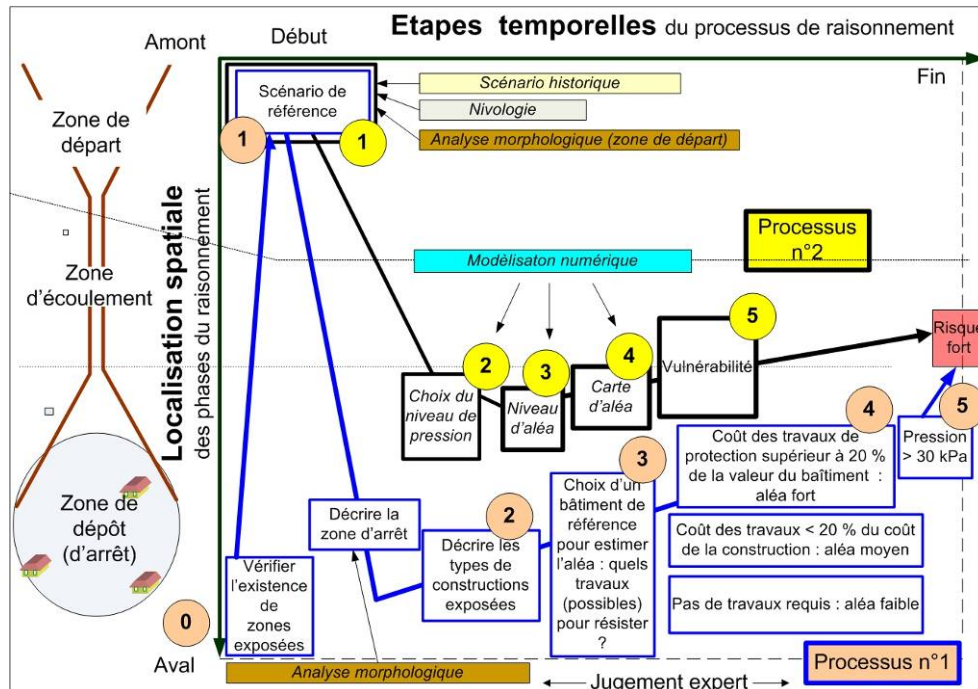 Etapes temporelles du processus de raisonnement
Amont
Début
Fin
Scénario de
référence
Scénario historique
Nivologie
Analyse morphologique (zone de départ)
1
1
Zone de
départ
Localisation spatiale
des phases du raisonnement
Zone
d'écoulement
Modèlisaton numérique
Processus
n°2
2
3
4
5
Choix du
niveau de
pression
Niveau
d'aléa
Carte
d'aléa
Vulnérabilité
Risque
fort
Zone de
dépôt
(d'arrêt)
Décrire la
zone d'arrêt
2
Décrire les
types de
constructions
exposées
3
Choix d'un
bâtiment de
référence
pour estimer
l'aléa : quels
travaux
(possibles)
pour résister
?
4
Coût des travaux de
protection supérieur à 20 %
de la valeur du baîtiment :
aléa fort
5
Pression
> 30 kPa
Coût des travaux < 20 % du coût
de la construction : aléa moyen
Pas de travaux requis : aléa faible
0
Vérifier
l'existence
de zones
exposées
Aval
Analyse morphologique
Jugement expert
Processus n°1